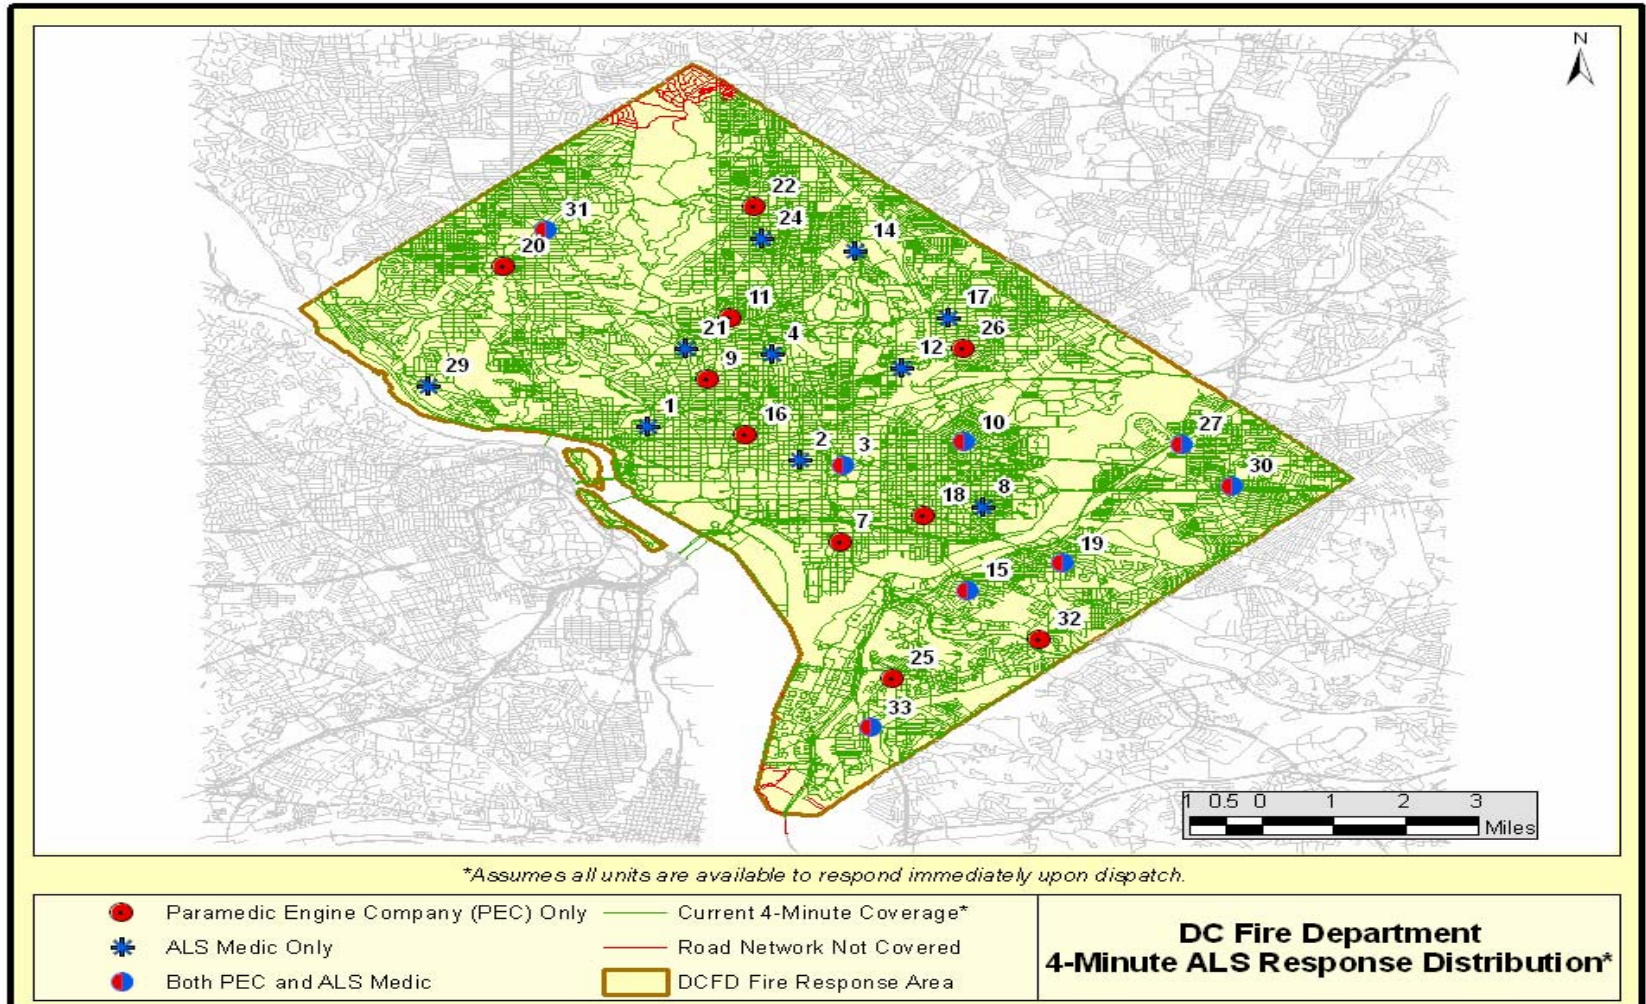 N
22
31
24
14
20
11
17
21
4
26
12
9
29
1
16
10
27
2
3
30
18
8
7
19
15
32
25
33
1 0.5 0 1 2 3
Miles
*Assumes all units are available to respond immediately upon dispatch.
Paramedic Engine Company (PEC) Only
Current 4-Minute Coverage*
ALS Medic Only
Road Network Not Covered
Both PEC and ALS Medic
DCFD Fire Response Area
DC Fire Department
4-Minute ALS Response Distribution*